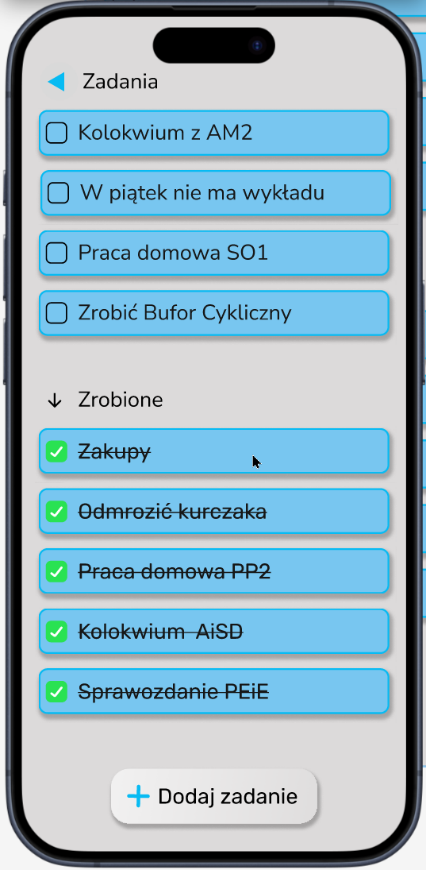 Zadania
Kolokwium z AM2
W piątek nie ma wykładu
Praca domowa SO1
Zrobić Bufor Cykliczny
Zrobione
Zakupy
Odmrozić kurczaka
Praca domowa PP2
Kolokwium  AiSD
Sprawozdanie PEiE
Dodaj zadanie